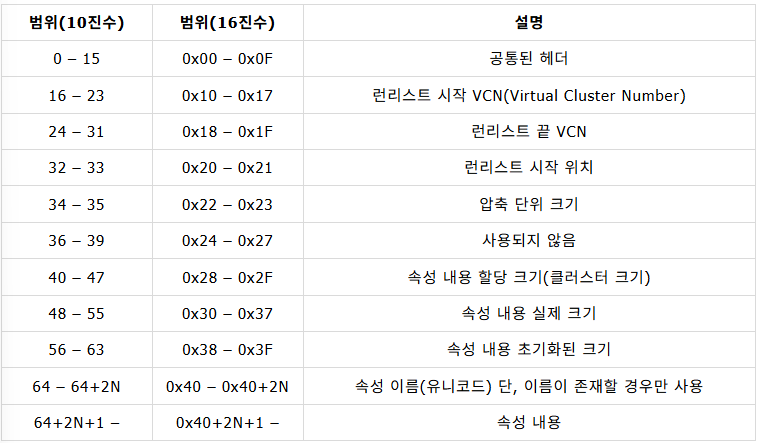 범위(10진수) 범위(16진수) 설명
0 – 15 0x00 – 0x0F 공통된 헤더
16 – 23 0x10 – 0x17 런리스트 시작 VCN(Virtual Cluster Number)
24 – 31 0x18 – 0x1F 런리스트 끝 VCN
32 – 33 0x20 – 0x21 런리스트 시작 위치
34 – 35 0x22 – 0x23 압축 단위 크기
36 – 39 0x24 – 0x27 사용되지 않음
40 – 47 0x28 – 0x2F 속성 내용 할당 크기(클러스터 크기)
48 – 55 0x30 – 0x37 속성 내용 실제 크기
56 – 63 0x38 – 0x3F 속성 내용 초기화된 크기
64 – 64+2N 0x40 – 0x40+2N 속성 이름(유니코드) 단, 이름이 존재할 경우만 사용
64+2N+1 – 0x40+2N+1 – 속성 내용